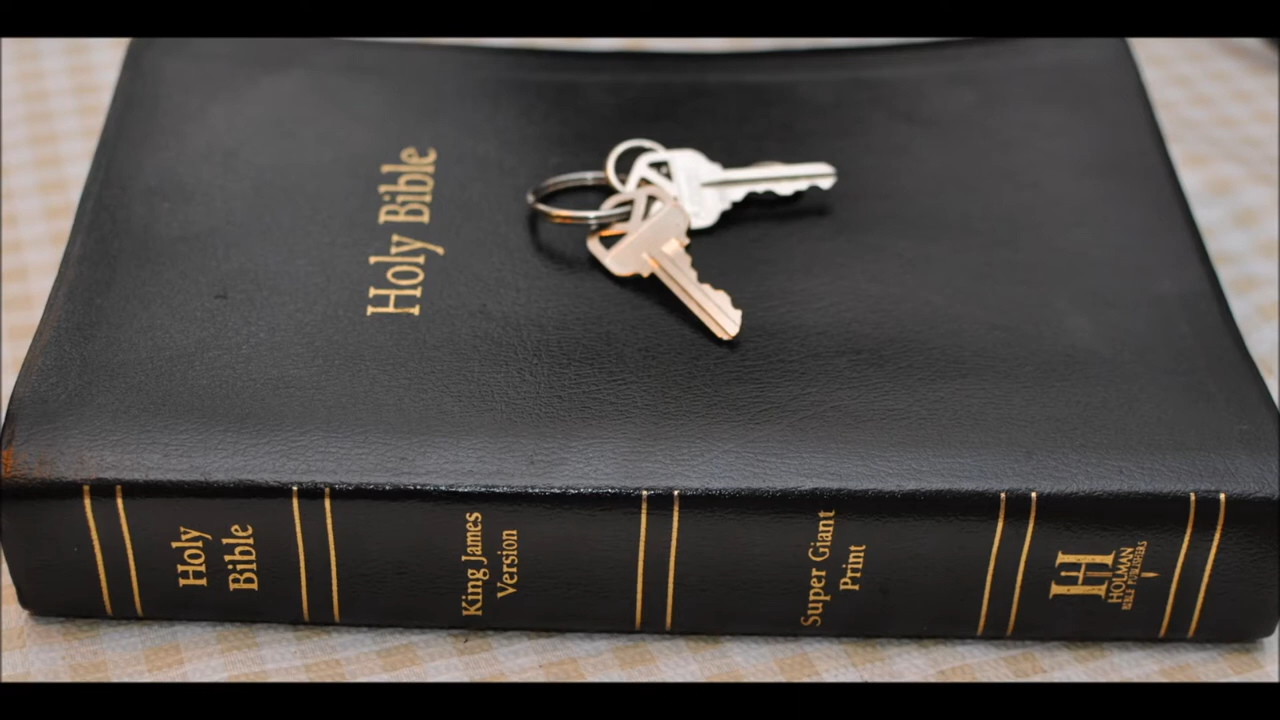 Holy Bible
Holy
Bible
King James
Version
Super Giant
Print
HOLMAN
BIBLE PUBLISHERS